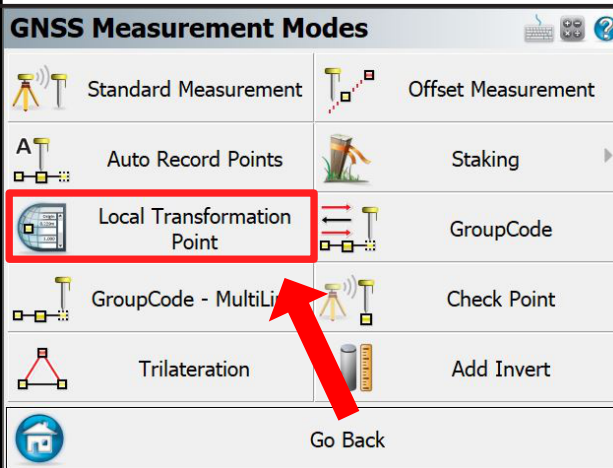 GNSS Measurement Modes
Standard Measurement
Offset Measurement
A
Auto Record Points
Staking
Local Transformation
Point
GroupCode
GroupCode - MultiLi
Check Point
Trilateration
Add Invert
Go Back